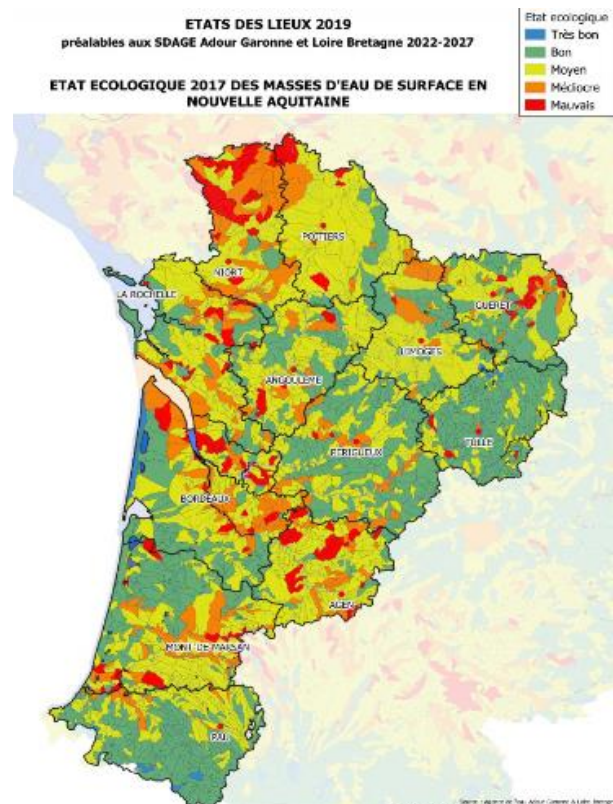 ETATS DES LIEUX 2019
préalables aux SDAGE Adour Garonne et Loire Bretagne 2022-2027
ETAT ECOLOGIQUE 2017 DES MASSES D'EAU DE SURFACE EN
NOUVELLE AQUITAINE
Etat ecologique
Très bon
Bon
Moyen
Médiocre
Mauvais
POITIERS
NIORT
LA ROCHELLE
GUERET
LIMOGES
ANGOULEME
TULLE
PERIGUEUX
BORDEAUX
AGEN
MONT-DE-MARSAN
PAU